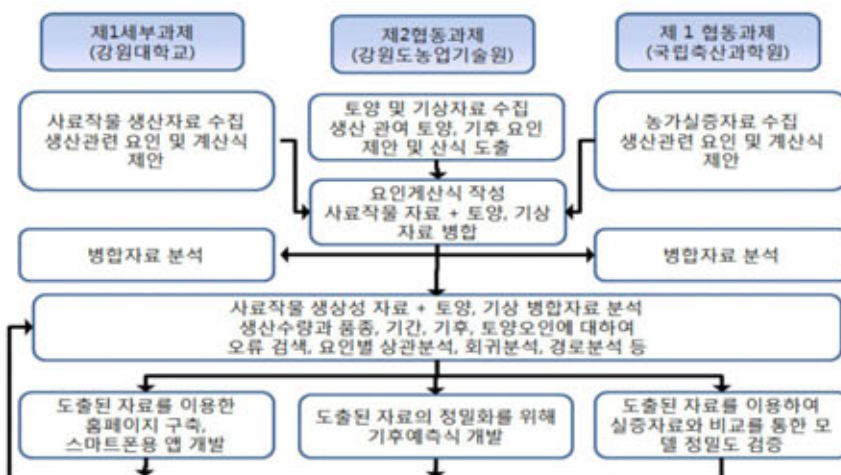 제1세부과제
(강원대학교)
제2협동과제
(강원도농업기술원)
제 1 협동과제
(국립축산과학원)
사료작물 생산자료 수집
생산관련 요인 및 계산식
제안
토양 및 기상자료 수집
생산 관여 토양, 기후 요인
제안 및 산식 도출
농가실증자료 수집
생산관련 요인 및 계산식
제안
요인게산식 작성
사료작물 자료 + 토양, 기상
자료 병합
병합자료 분석
병합자료 분석
사료작물 생상성 자료 + 토양, 기상 병합자료 분석
생산수량과 품종, 기간, 기후, 토양오인에 대하여
오류 검색, 요인별 상관분석, 회귀분석, 경로분석 등
도출된 자료를 이용한
홈페이지 구축,
스마트폰용 앱 개발
도출된 자료의 정밀화를 위해
기후예측식 개발
도출된 자료를 이용하여
실증자료와 비교를 통한 모
델 정밀도 검증